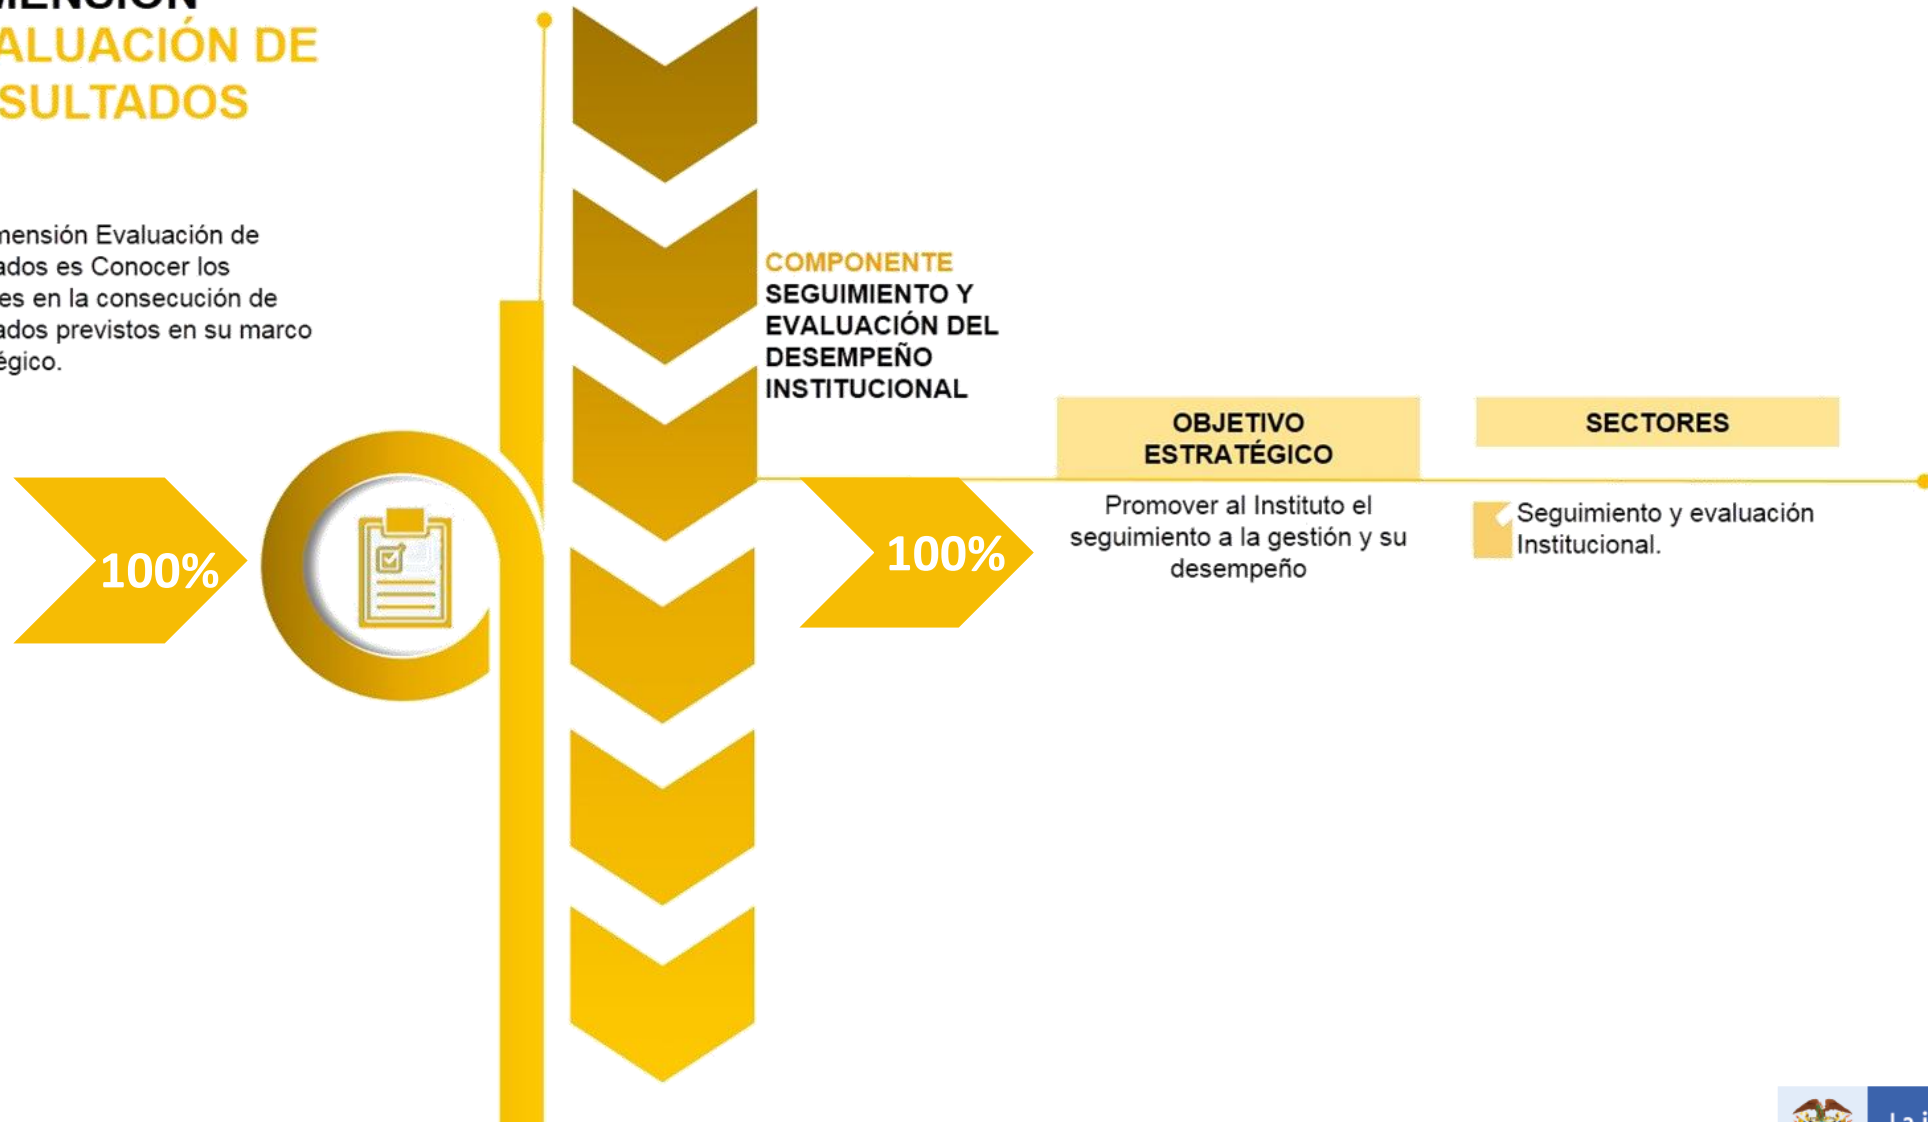 MENSIÓN
ALUACIÓN DE
SULTADOS
mensión Evaluación de
ados es Conocer los
es en la consecución de
ados previstos en su marco
égico.
100%
COMPONENTE
SEGUIMIENTO Y
EVALUACIÓN DEL
DESEMPEÑO
INSTITUCIONAL
100%
OBJETIVO
ESTRATÉGICO
Promover al Instituto el
seguimiento a la gestión y su
desempeño
SECTORES
Seguimiento y evaluación
Institucional.